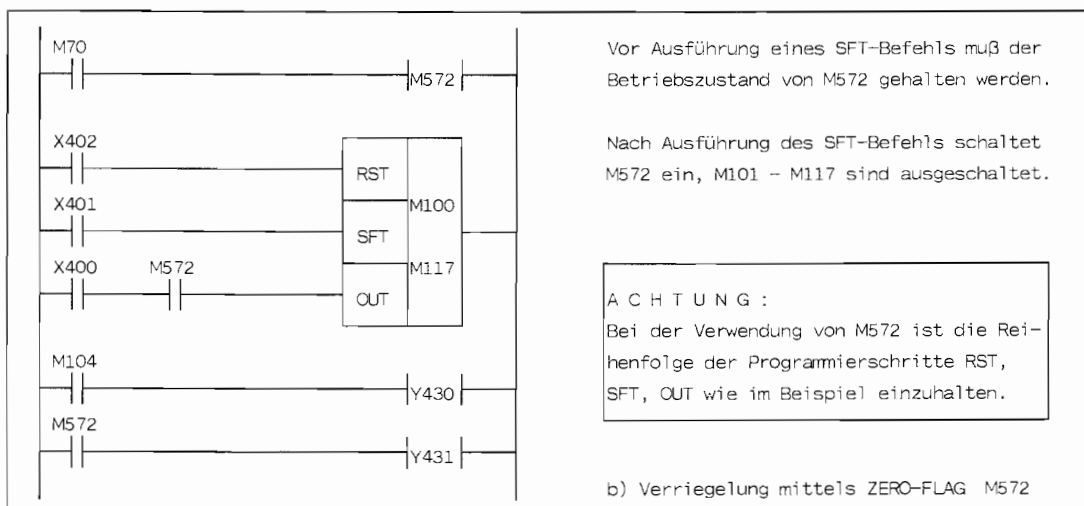 M70
M572
X402
RST
M100
X401
SFT
M117
X400 M572
OUT
M104
Y430
M572
Y431
Vor Ausführung eines SFT-Befehls muß der
Betriebszustand von M572 gehalten werden.
Nach Ausführung des SFT-Befehls schaltet
M572 ein, M101 - M117 sind ausgeschaltet.
A C H T U N G :
Bei der Verwendung von M572 ist die Rei-
henfolge der Programmierschritte RST,
SFT, OUT wie im Beispiel einzuhalten.
b) Verriegelung mittels ZERO-FLAG M572